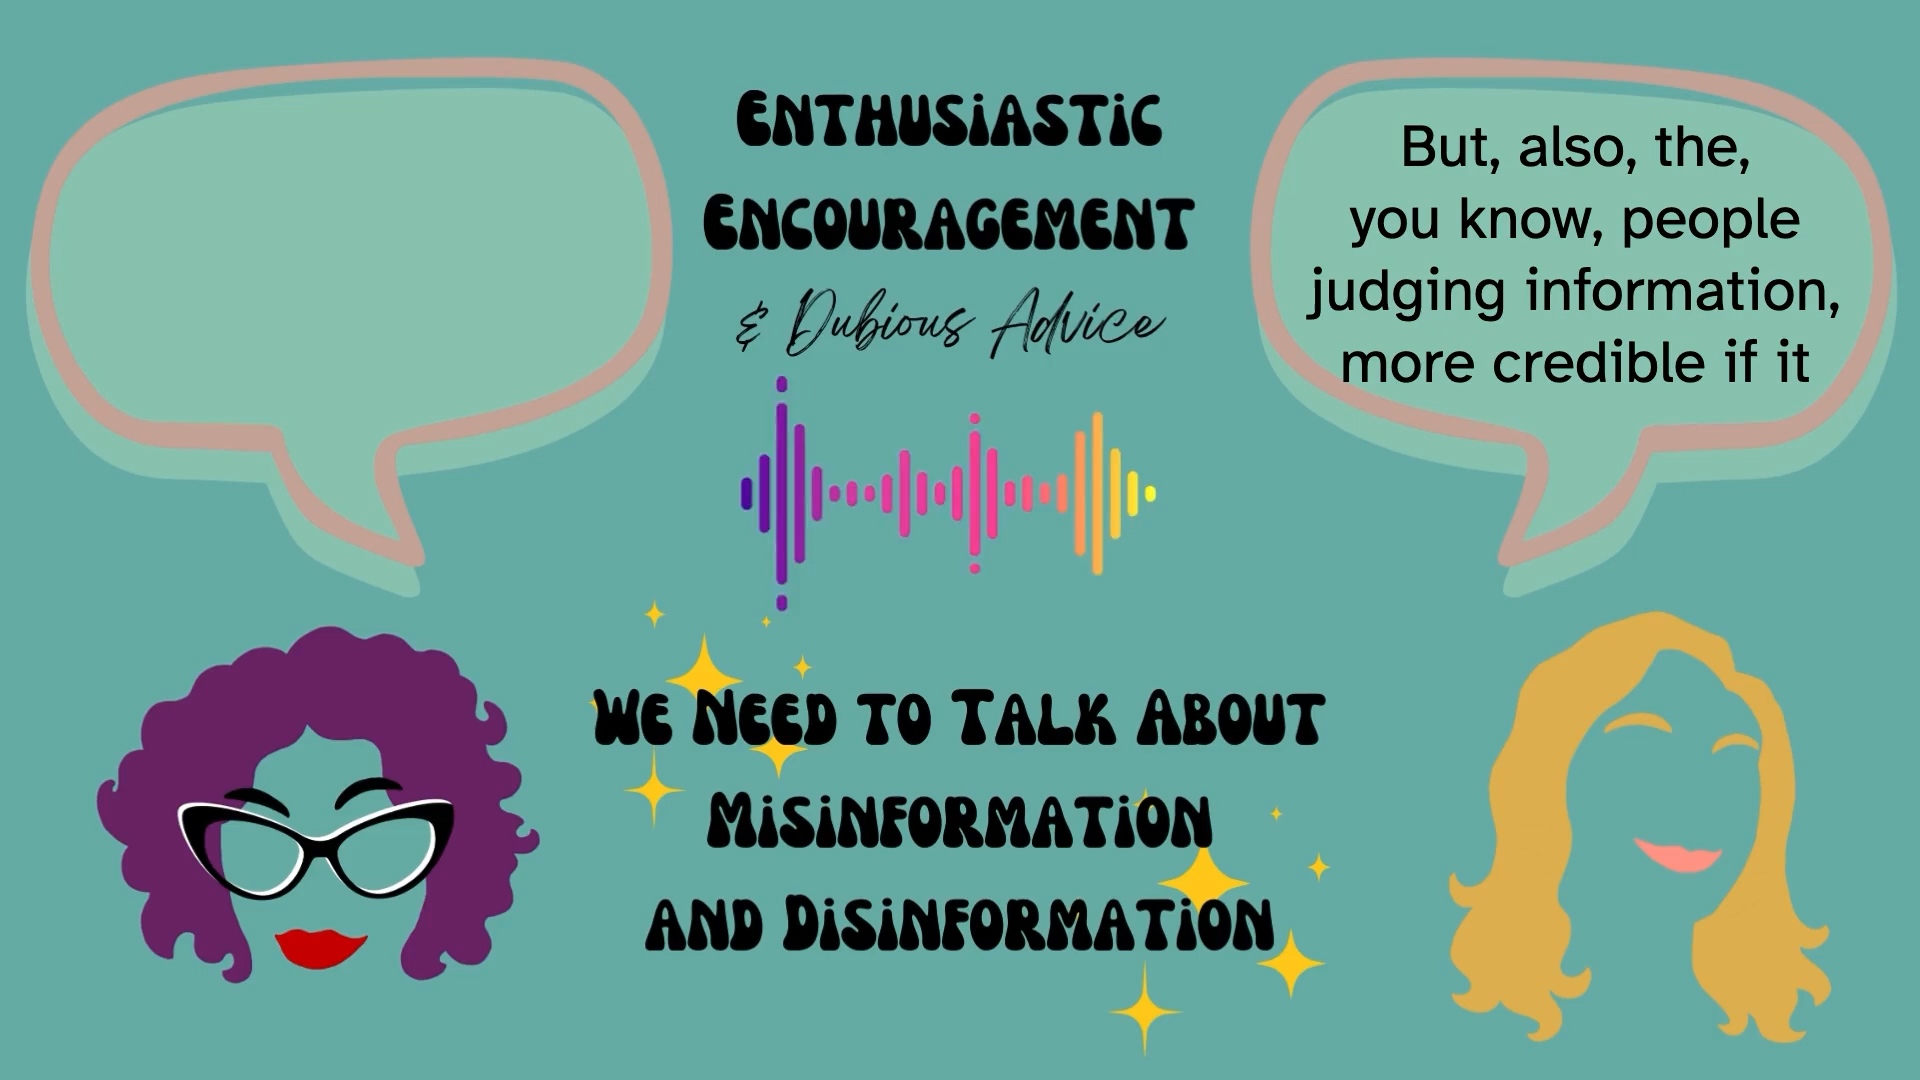 Enthusiastic
Encouragement
& Dubious Advice
But, also, the,
you know, people
judging information,
more credible if it
We Need to Talk About
Misinformation
and Disinformation